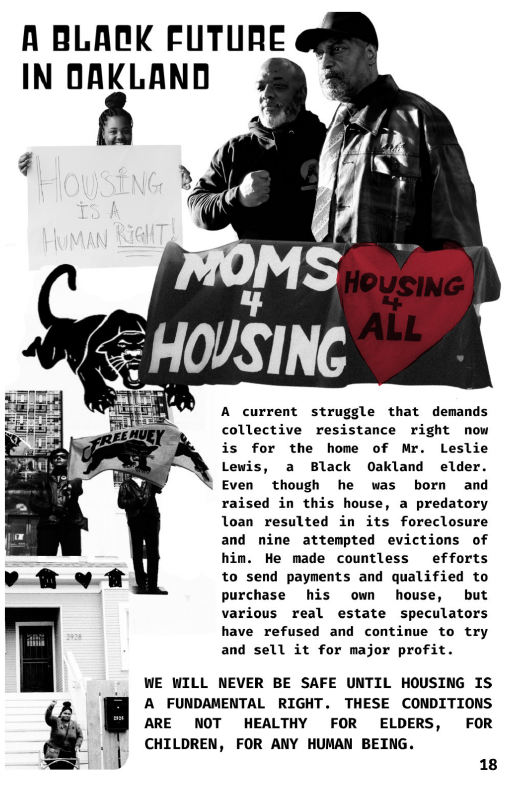 A BLACK FUTURE
IN OAKLAND
HOUSING
IS A
HUMAN RIGHT!
MOMS
4
HOUSING
HOUSING
4
ALL
FREE HUEY
A current struggle that demands
collective resistance right now
is for the home of Mr. Leslie
Lewis, a Black Oakland elder.
Even though he was born and
raised in this house, a predatory
loan resulted in its foreclosure
and nine attempted evictions of
him. He made countless efforts
to send payments and qualified to
purchase his own house, but
various real estate speculators
have refused and continue to try
and sell it for major profit.
2928
WE WILL NEVER BE SAFE UNTIL HOUSING IS
A FUNDAMENTAL RIGHT. THESE CONDITIONS
ARE NOT HEALTHY FOR ELDERS, FOR
CHILDREN, FOR ANY HUMAN BEING.
18